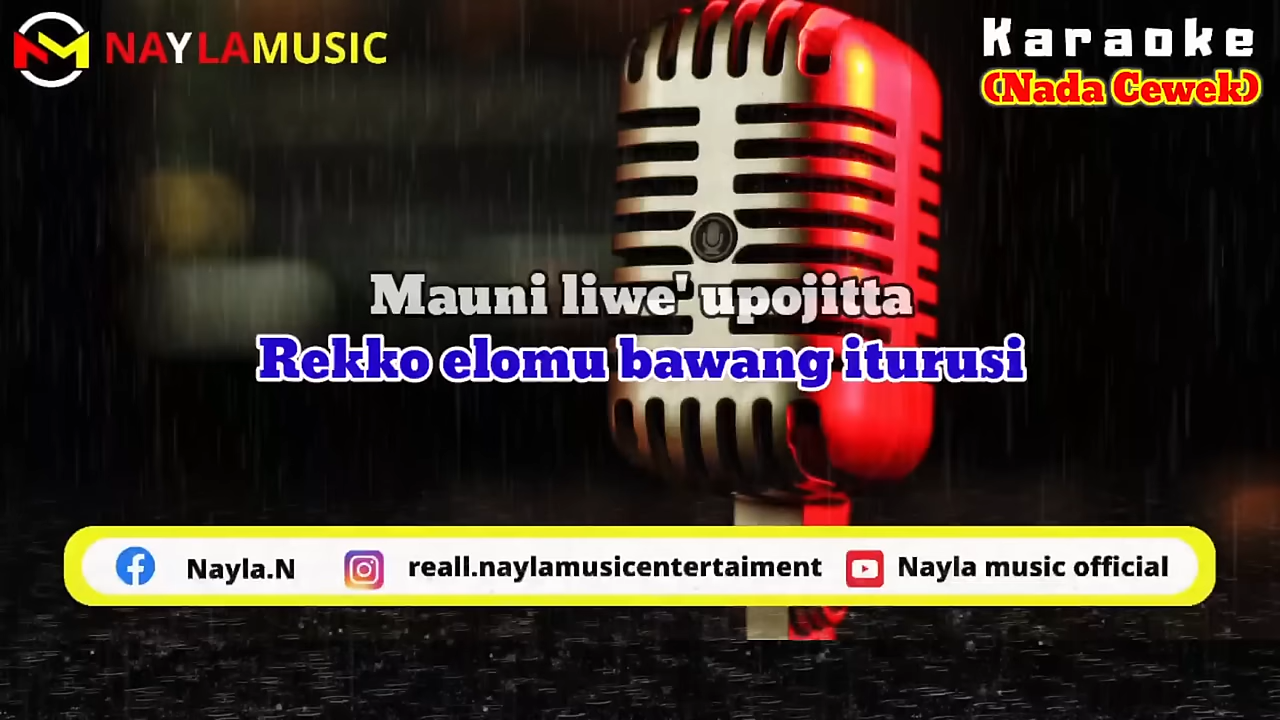 NAYLAMUSIC
Karaoke
(Nada Cewek)
Mauni liwe' upojitta
Rekko elomu bawang iturusi
Nayla.N reall.naylamusicentertaiment Nayla music official